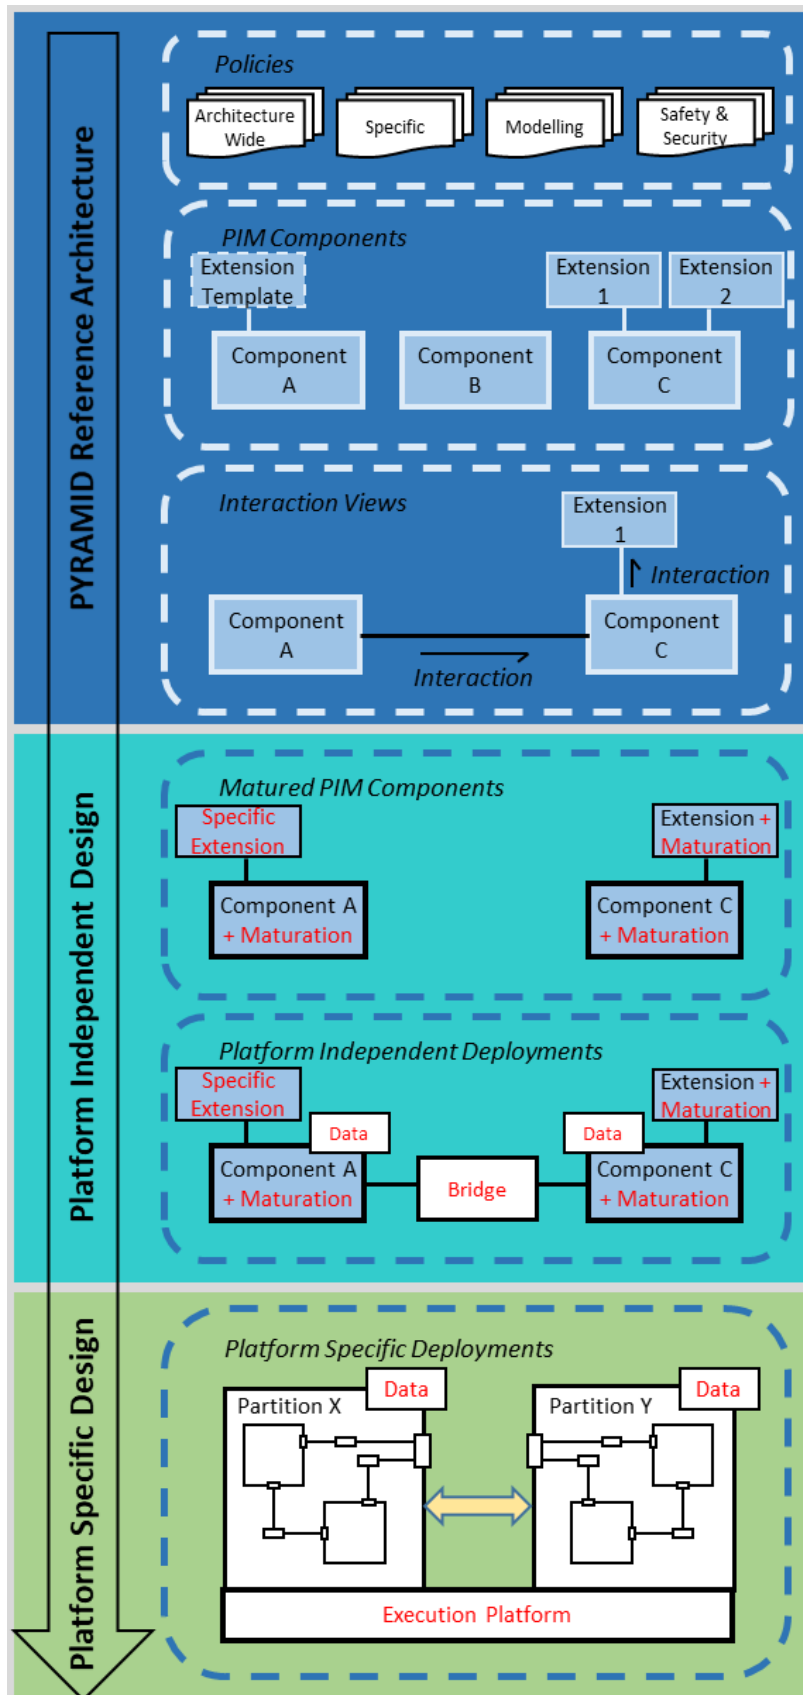 PYRAMID Reference Architecture
Policies
Architecture
Wide
Specific
Modelling
Safety &
Security
PIM Components
Extension
Template
Extension
1
Extension
2
Component
A
Component
B
Component
C
Interaction Views
Extension
1
Interaction
Component
A
Component
C
Interaction
Platform Independent Design
Matured PIM Components
Specific
Extension
Extension +
Maturation
Component A
+ Maturation
Component C
+ Maturation
Platform Independent Deployments
Specific
Extension
Extension +
Maturation
Data
Data
Component A
+ Maturation
Bridge
Component C
+ Maturation
Platform Specific Design
Platform Specific Deployments
Data
Data
Partition X
Partition Y
Execution Platform